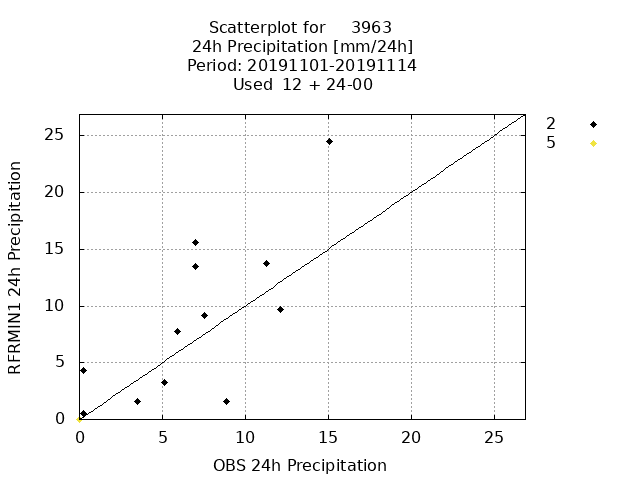 Scatterplot for 3963
24h Precipitation [mm/24h]
Period: 20191101-20191114
Used 12 + 24-00
2
5
25
20
15
10
5
0
RFRMIN1 24h Precipitation
0 5 10 15 20 25
OBS 24h Precipitation